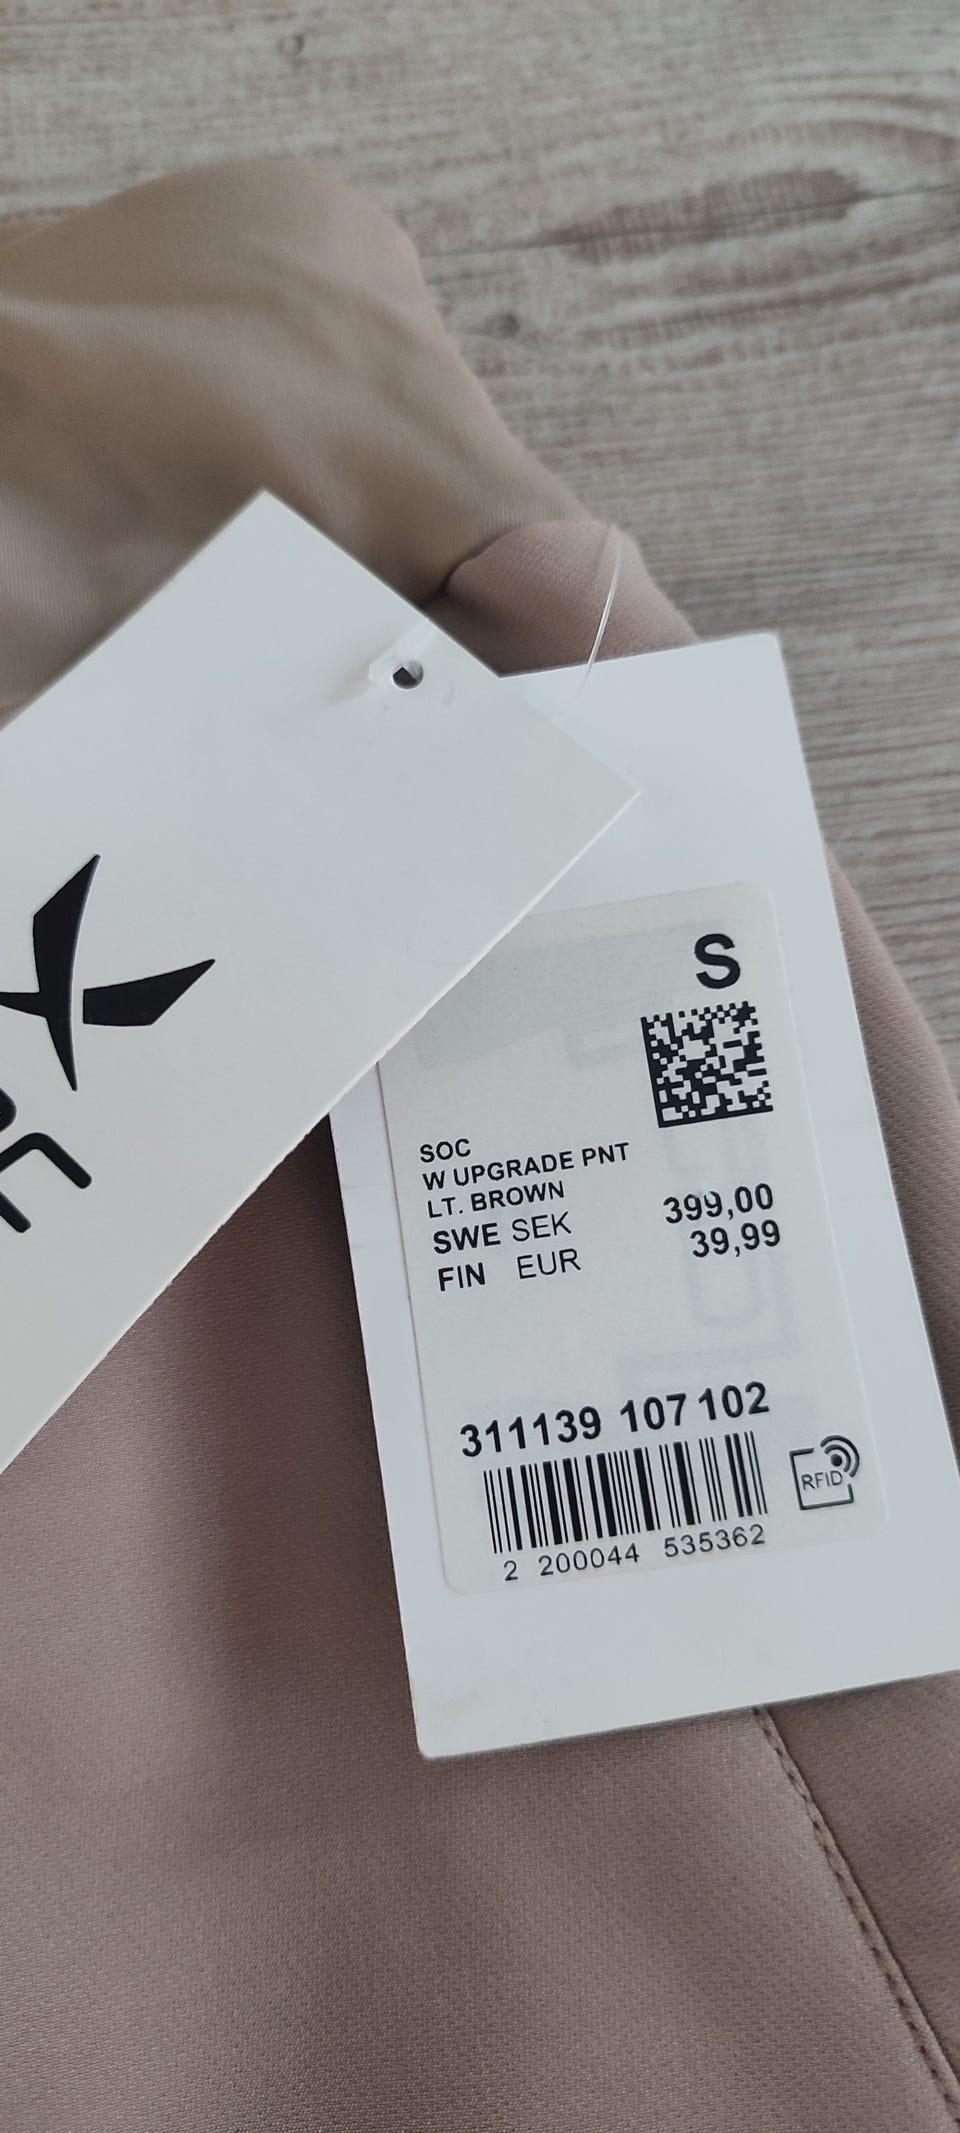 S
SOC
W UPGRADE PNT
LT. BROWN
SWE SEK 399,00
FIN EUR 39,99
311139 107 102
RFID
2 200044 535362